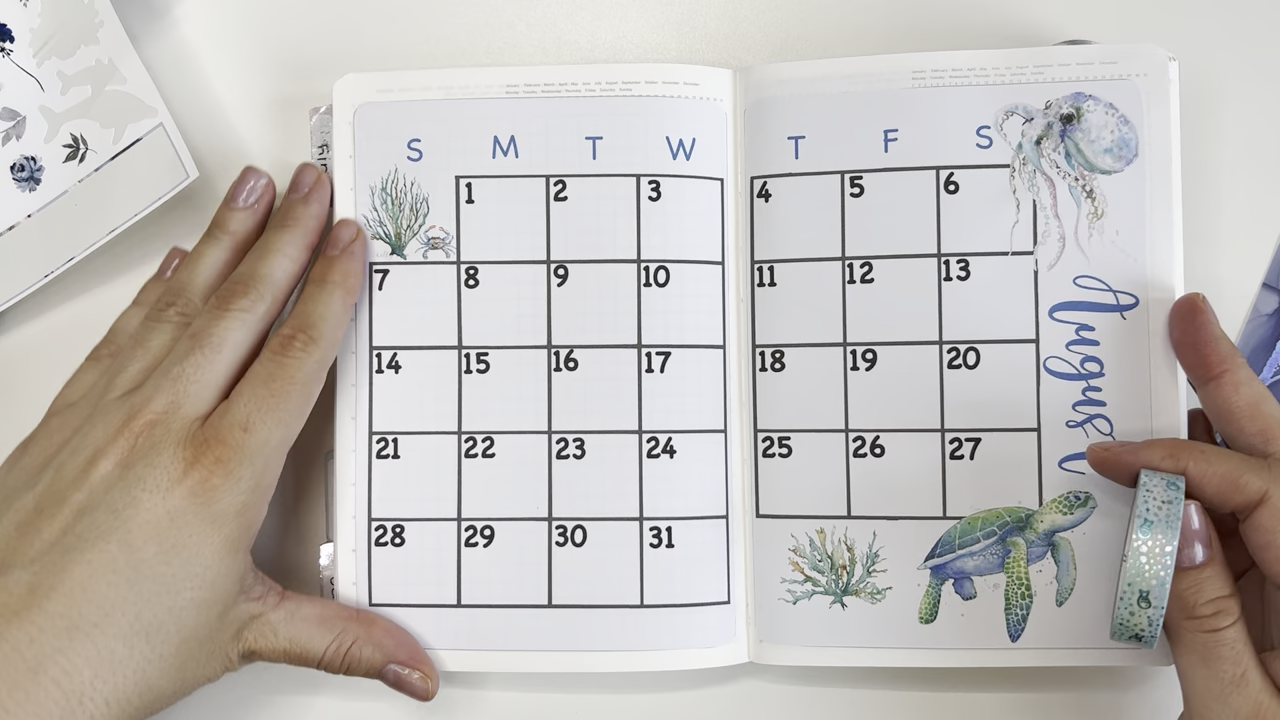 S M T W T F S
1 2 3 4 5 6
7 8 9 10 11 12 13
14 15 16 17 18 19 20
21 22 23 24 25 26 27
28 29 30 31
August